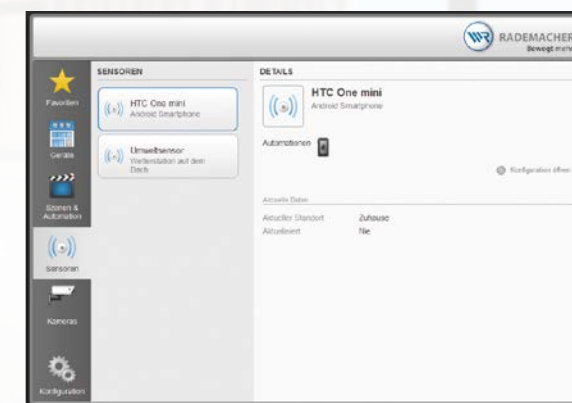 WR RADEMACHER
Bewegt mehr
Favoriten
Geräte
Szenen &
Automation
Sensoren
Kameras
Konfiguration
SENSOREN
HTC One mini
Android Smartphone
Umweltsensor
Wetterstation auf dem
Dach
DETAILS
HTC One mini
Android Smartphone
Automationen
Konfiguration öffnen
Aktuelle Daten
Aktueller Standort Zuhause
Aktualisiert Nie